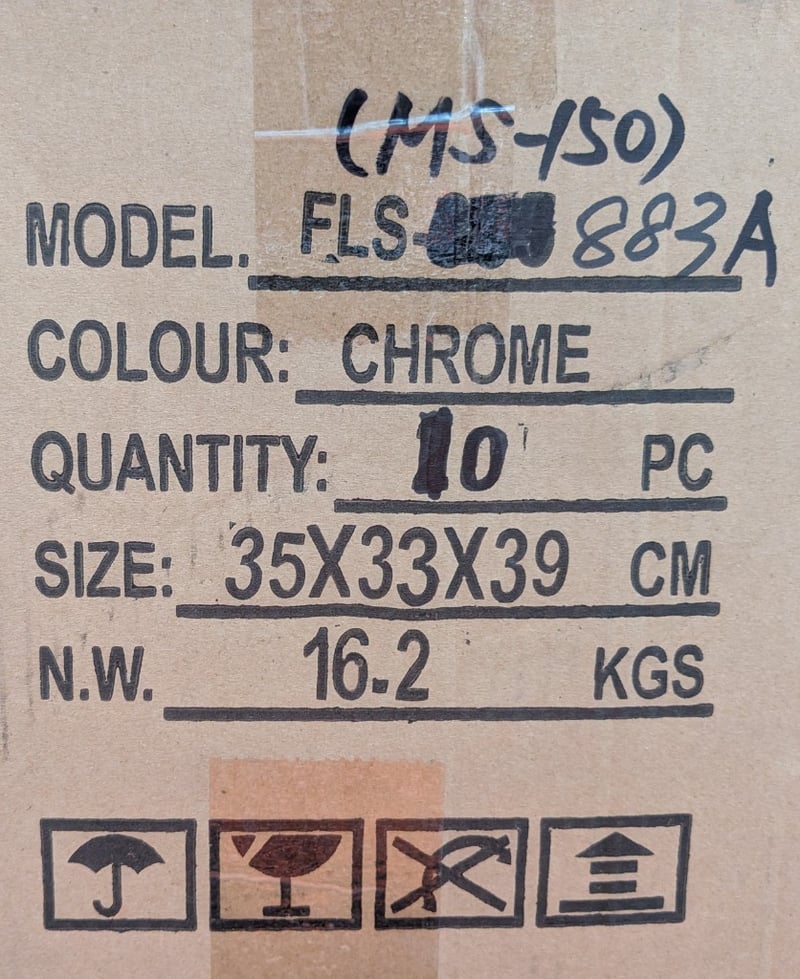 (MS-150)
MODEL. FLS- 883A
COLOUR: CHROME
QUANTITY: 10 PC
SIZE: 35X33X39 CM
N.W. 16.2 KGS